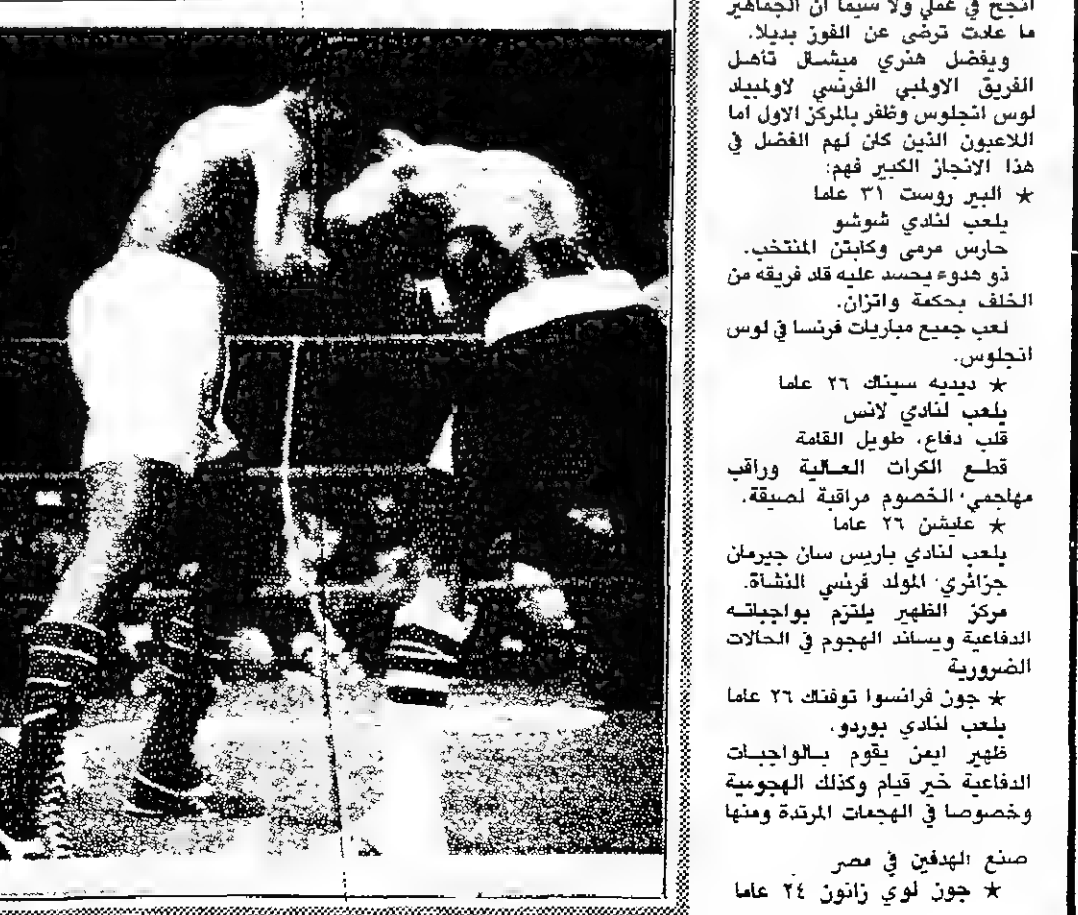 انجح في عملي ولا سيما ان الجماهير
ما عادت ترضى عن الفوز بديلا.
ويفضل هنري ميشال تأهل
الفريق الاولمبي الفرنسي لاولمبياد
لوس انجلوس وظفر بالمركز الاول اما
اللاعبون الذين كان لهم الفضل في
هذا الانجاز الكبير فهم:
★ البير روست ٣١ عاما
يلعب لنادي شوشو
حارس مرمى وكابتن المنتخب.
ذو هدوء يحسد عليه قاد فريقه من
الخلف بحكمة واتزان.
لعب جميع مباريات فرنسا في لوس
انجلوس.
★ ديديه سيناك ٢٦ عاما
يلعب لنادي لانس
قلب دفاع، طويل القامة
قطع الكرات العالية وراقب
مهاجمي الخصوم مراقبة لصيقة.
★ عايشن ٢٦ عاما
يلعب لنادي باريس سان جيرمان
جزائري المولد فرنسي النشأة.
مركز الظهير يلتزم بواجباته
الدفاعية ويساند الهجوم في الحالات
الضرورية
★ جون فرانسوا توفنك ٢٦ عاما
يلعب لنادي بوردو.
ظهير ايمن يقوم بالواجبات
الدفاعية خير قيام وكذلك الهجومية
وخصوصا في الهجمات المرتدة ومنها
صنع الهدفين في مصر
★ جون لوي زانون ٢٤ عاما